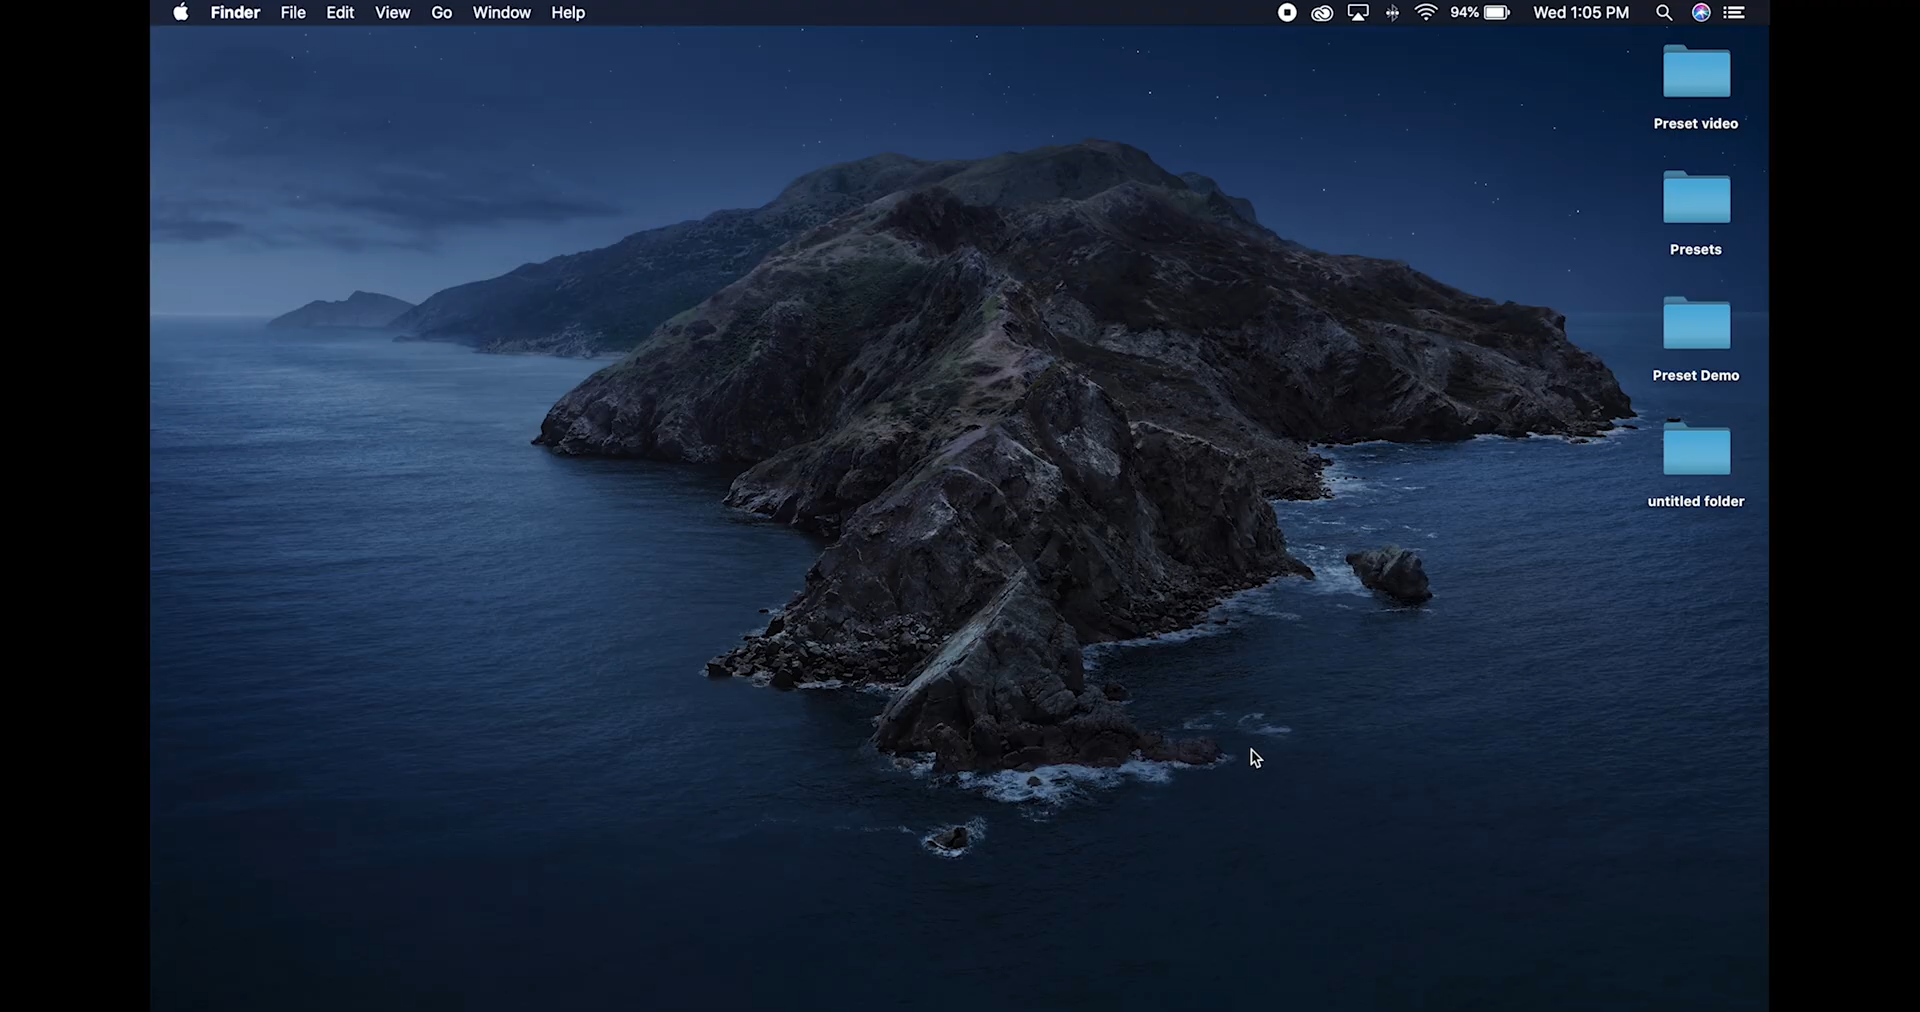 Finder File Edit View Go Window Help 94% Wed 1:05 PM
Preset video
Presets
Preset Demo
untitled folder